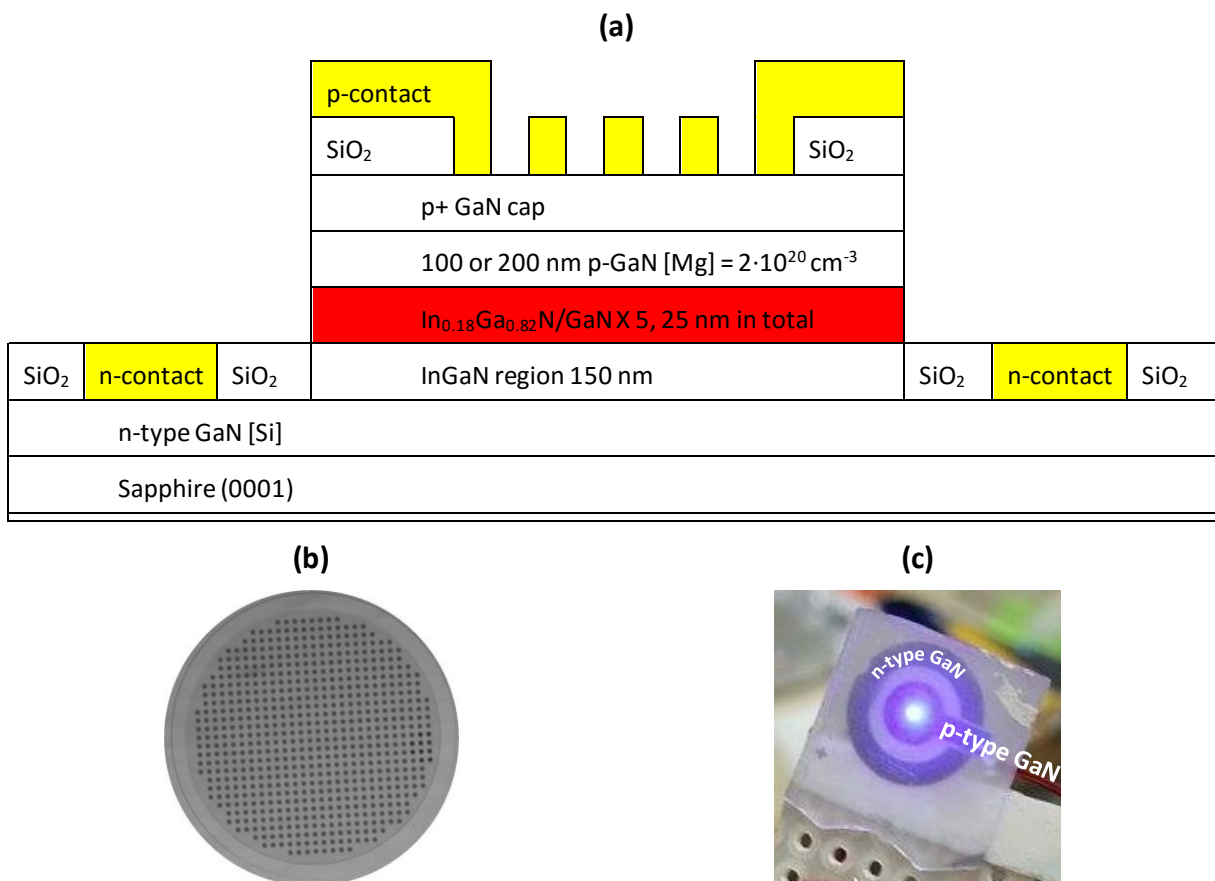 (a)
p-contact
SiO₂ SiO₂
p+ GaN cap
100 or 200 nm p-GaN [Mg] = 2·10²⁰ cm⁻³
In₀.₁₈Ga₀.₈₂N/GaN X 5, 25 nm in total
SiO₂ n-contact SiO₂ InGaN region 150 nm SiO₂ n-contact SiO₂
n-type GaN [Si]
Sapphire (0001)
(b) (c)
n-type GaN
p-type GaN